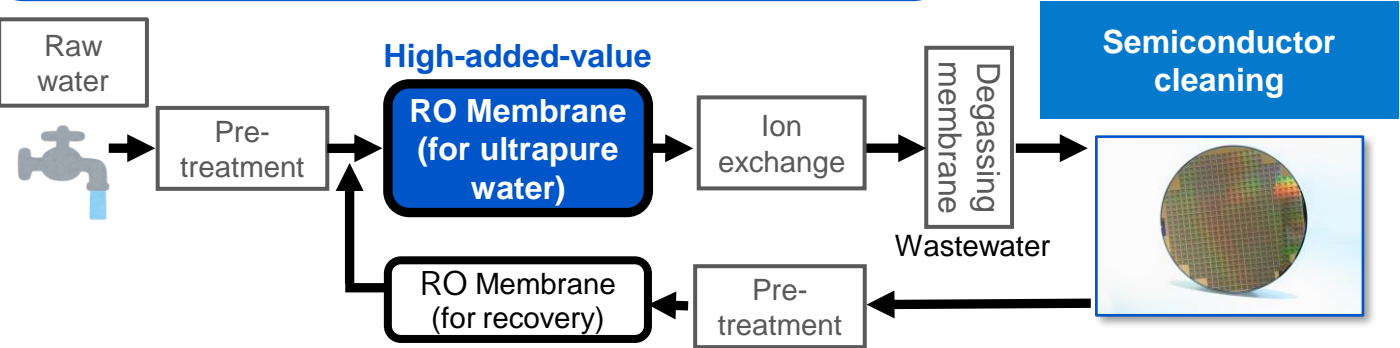 Raw
water
Pre-
treatment
High-added-value
RO Membrane
(for ultrapure
water)
Ion
exchange
Degassing
membrane
Semiconductor
cleaning
Wastewater
Pre-
treatment
RO Membrane
(for recovery)